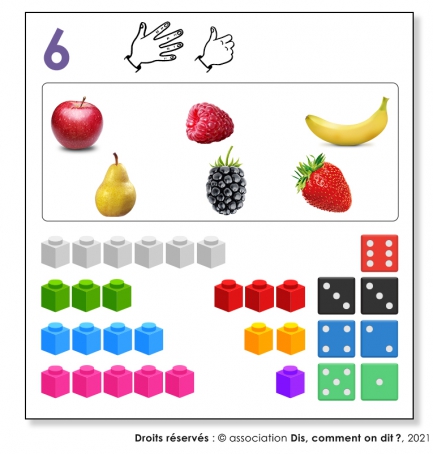 6
Droits réservés : © association Dis, comment on dit ?, 2021